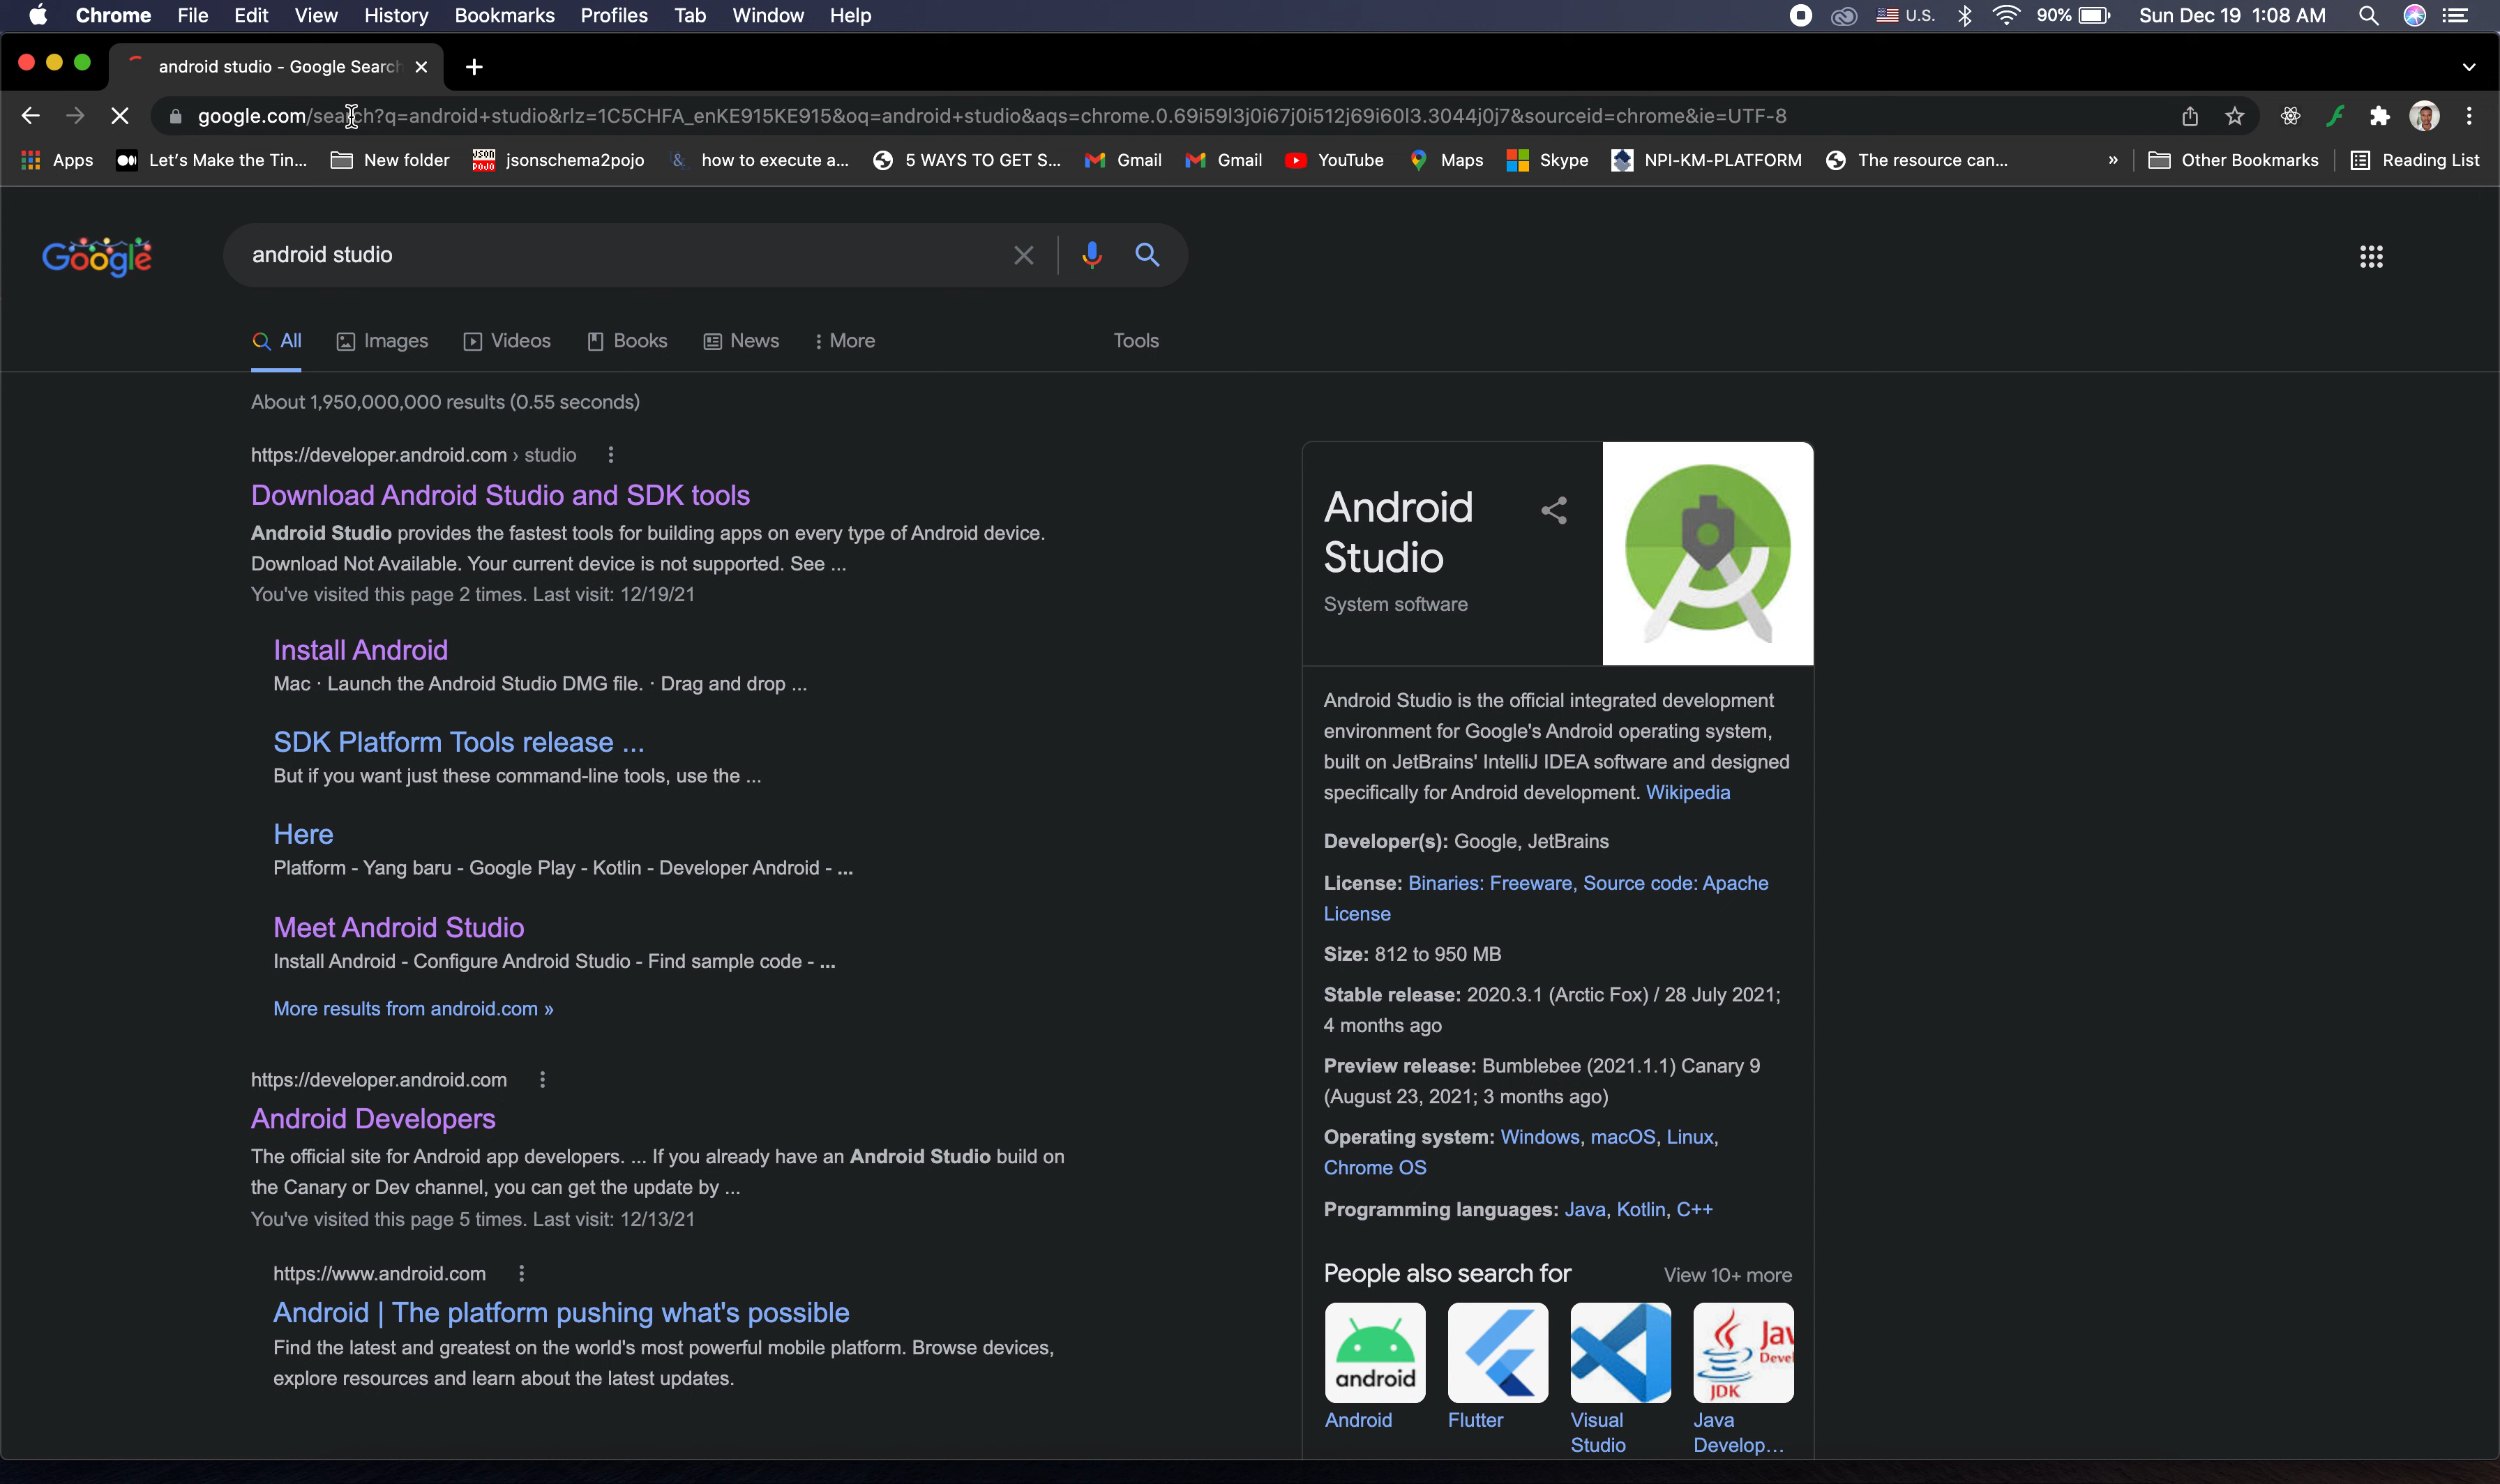 Chrome File Edit View History Bookmarks Profiles Tab Window Help U.S. 90% Sun Dec 19 1:08 AM
android studio - Google Search
google.com/search?q=android+studio&rlz=1C5CHFA_enKE915KE915&oq=android+studio&aqs=chrome.0.69i59l3j0i67j0i512j69i60l3.3044j0j7&sourceid=chrome&ie=UTF-8
Apps Let's Make the Tin... New folder JSON POJO jsonschema2pojo & how to execute a... 5 WAYS TO GET S... Gmail Gmail YouTube Maps Skype NPI-KM-PLATFORM The resource can... » Other Bookmarks Reading List
Google android studio
All Images Videos Books News More Tools
About 1,950,000,000 results (0.55 seconds)
https://developer.android.com › studio
Download Android Studio and SDK tools
Android Studio provides the fastest tools for building apps on every type of Android device.
Download Not Available. Your current device is not supported. See ...
You've visited this page 2 times. Last visit: 12/19/21
Install Android
Mac · Launch the Android Studio DMG file. · Drag and drop ...
SDK Platform Tools release ...
But if you want just these command-line tools, use the ...
Here
Platform - Yang baru - Google Play - Kotlin - Developer Android - ...
Meet Android Studio
Install Android - Configure Android Studio - Find sample code - ...
More results from android.com »
https://developer.android.com
Android Developers
The official site for Android app developers. ... If you already have an Android Studio build on
the Canary or Dev channel, you can get the update by ...
You've visited this page 5 times. Last visit: 12/13/21
https://www.android.com
Android | The platform pushing what's possible
Find the latest and greatest on the world's most powerful mobile platform. Browse devices,
explore resources and learn about the latest updates.
Android
Studio
System software
Android Studio is the official integrated development
environment for Google's Android operating system,
built on JetBrains' IntelliJ IDEA software and designed
specifically for Android development. Wikipedia
Developer(s): Google, JetBrains
License: Binaries: Freeware, Source code: Apache
License
Size: 812 to 950 MB
Stable release: 2020.3.1 (Arctic Fox) / 28 July 2021;
4 months ago
Preview release: Bumblebee (2021.1.1) Canary 9
(August 23, 2021; 3 months ago)
Operating system: Windows, macOS, Linux,
Chrome OS
Programming languages: Java, Kotlin, C++
People also search for View 10+ more
android
Jav
Devel
JDK
Android Flutter Visual Java
Studio Develop...